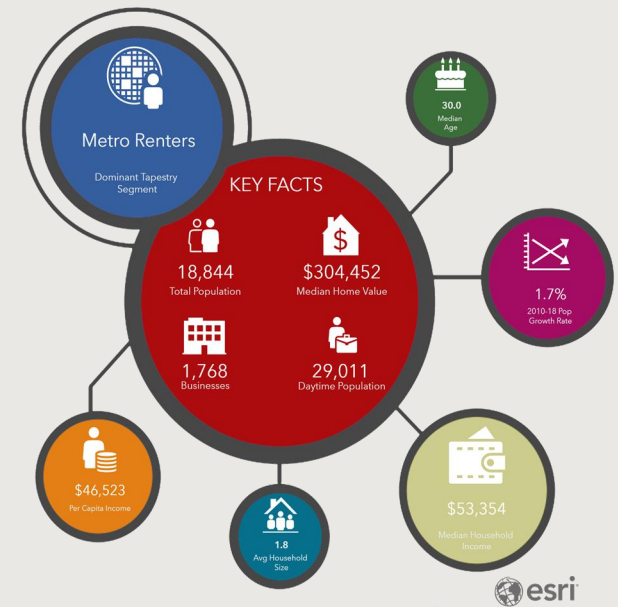 Metro Renters
Dominant Tapestry
Segment
KEY FACTS
18,844
Total Population
$
$304,452
Median Home Value
1,768
Businesses
29,011
Daytime Population
30.0
Median
Age
1.7%
2010-18 Pop
Growth Rate
$46,523
Per Capita Income
1.8
Avg Household
Size
$53,354
Median Household
Income
esri